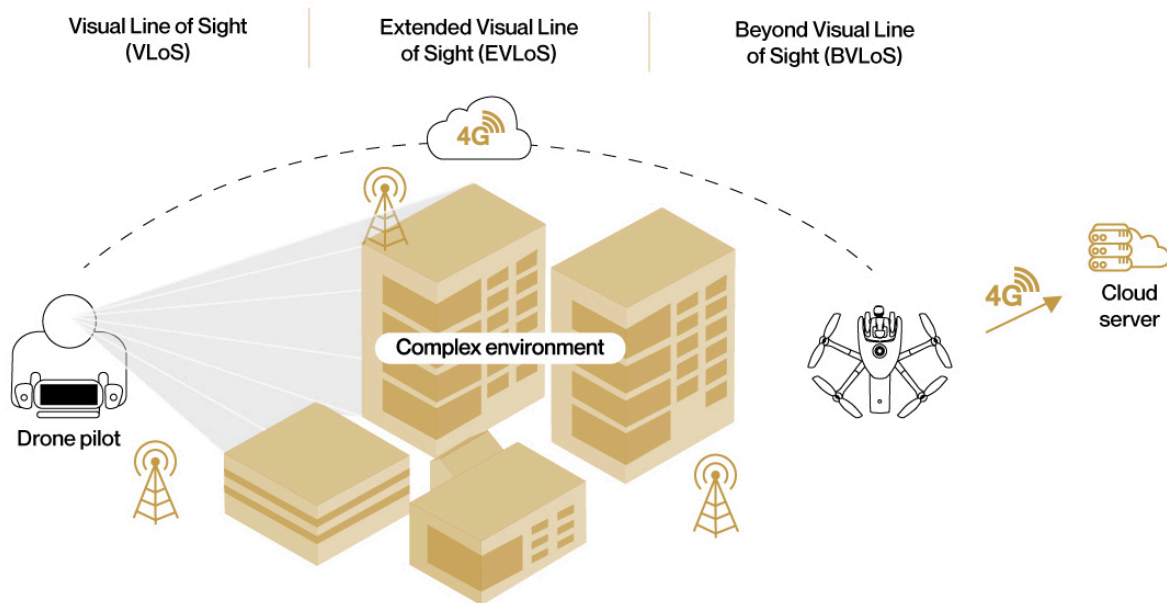 Visual Line of Sight
(VLoS)
Extended Visual Line
of Sight (EVLoS)
Beyond Visual Line
of Sight (BVLoS)
4G
Complex environment
4G
Cloud
server
Drone pilot